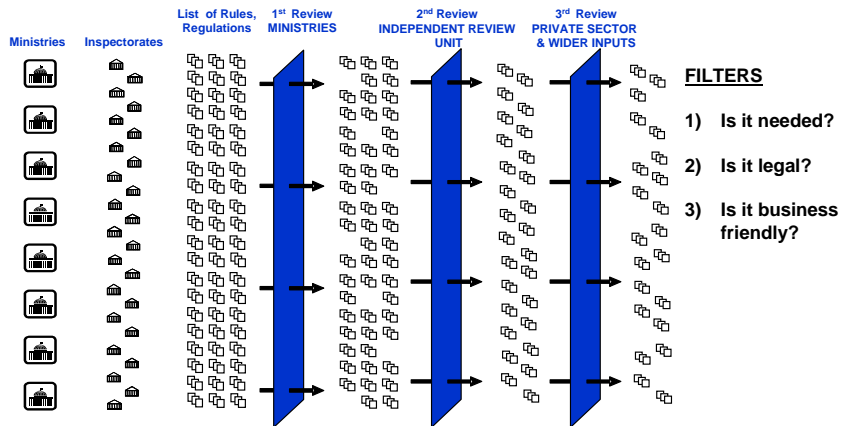 Ministries
Inspectorates
List of Rules,
Regulations
1st Review
MINISTRIES
2nd Review
INDEPENDENT REVIEW
UNIT
3rd Review
PRIVATE SECTOR
& WIDER INPUTS
FILTERS
1) Is it needed?
2) Is it legal?
3) Is it business
friendly?